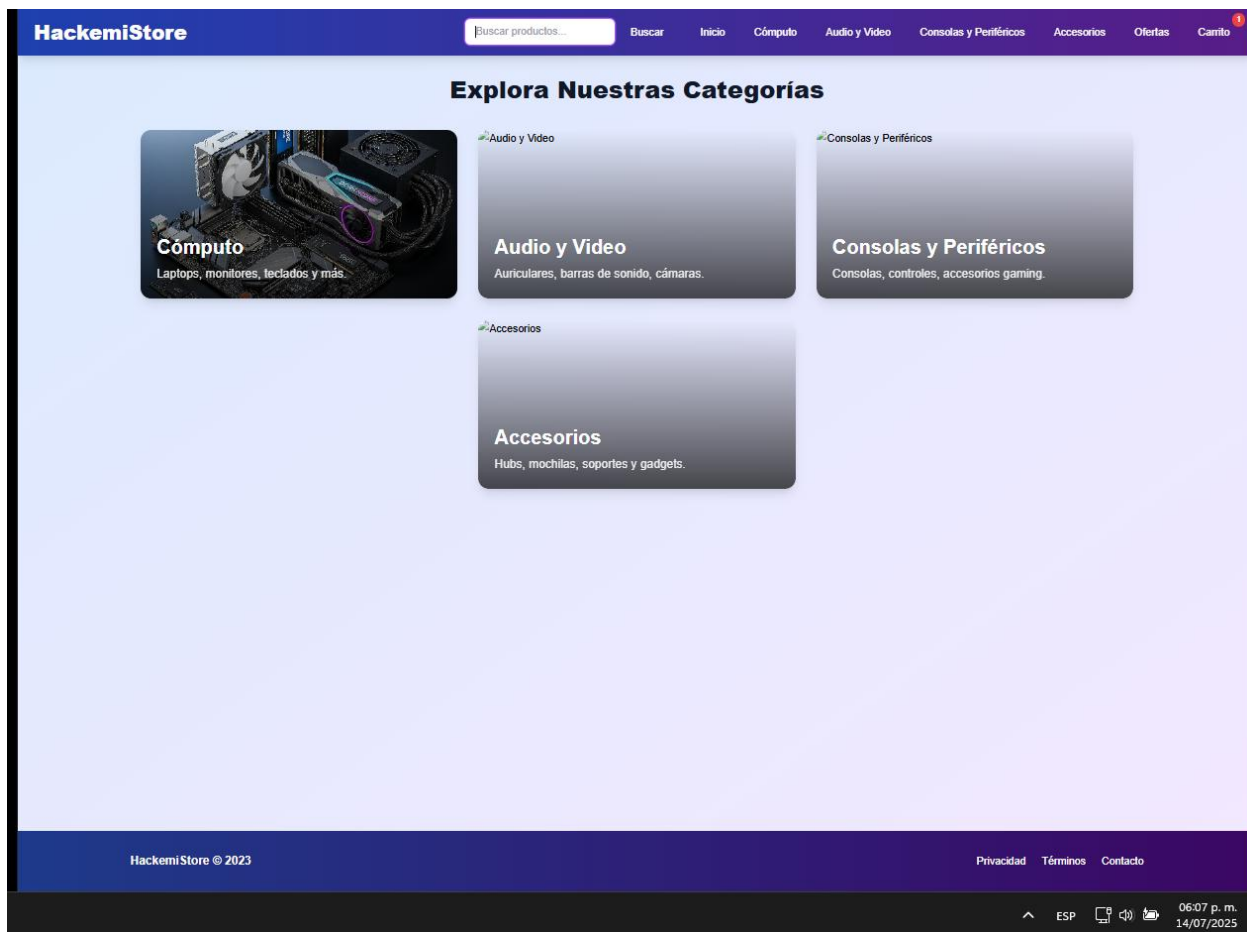 HackemiStore
Buscar productos...
Buscar
Inicio
Cómputo
Audio y Video
Consolas y Periféricos
Accesorios
Ofertas
Carrito
1
Explora Nuestras Categorías
Cómputo
Laptops, monitores, teclados y más.
Audio y Video
Audio y Video
Auriculares, barras de sonido, cámaras.
Consolas y Periféricos
Consolas y Periféricos
Consolas, controles, accesorios gaming.
Accesorios
Accesorios
Hubs, mochilas, soportes y gadgets.
HackemiStore © 2023
Privacidad
Términos
Contacto
ESP
06:07 p. m.
14/07/2025